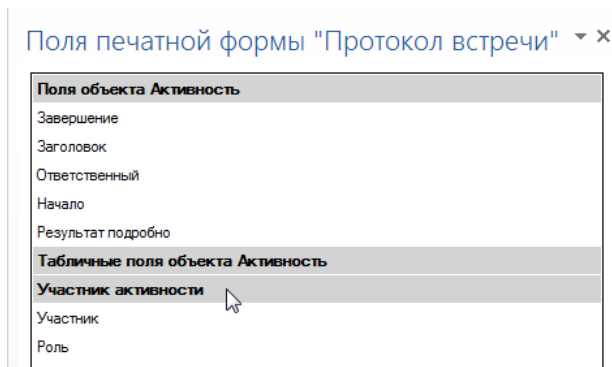 Поля печатной формы "Протокол встречи"
Поля объекта Активность
Завершение
Заголовок
Ответственный
Начало
Результат подробно
Табличные поля объекта Активность
Участник активности
Участник
Роль